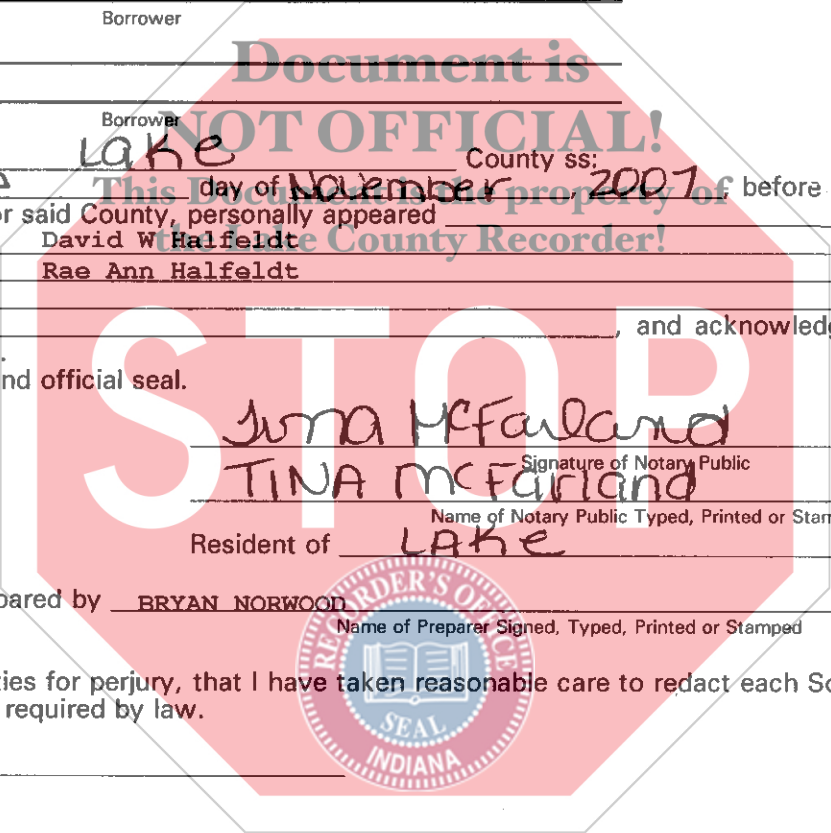 Borrower
Document is
NOT OFFICIAL!
Borrower
Lake County ss:
day of November, 2007, before
This Document is the property of
or said County, personally appeared
David W Halfeldt
the Lake County Recorder!
Rae Ann Halfeldt
STOP
, and acknowledg
.
nd official seal.
Tina McFarland
Signature of Notary Public
TINA McFarland
Name of Notary Public Typed, Printed or Stam
Resident of LAKe
pared by BRYAN NORWOOD
Name of Preparer Signed, Typed, Printed or Stamped
RECORDER'S OFFICE
ties for perjury, that I have taken reasonable care to redact each So
required by law.
SEAL
INDIANA